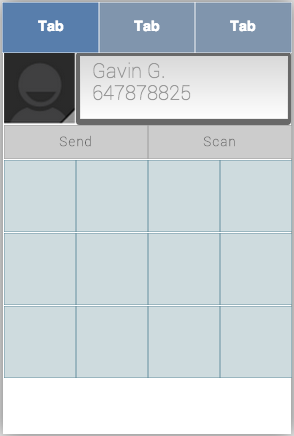 Tab Tab Tab
Gavin G.
647878825
Send Scan